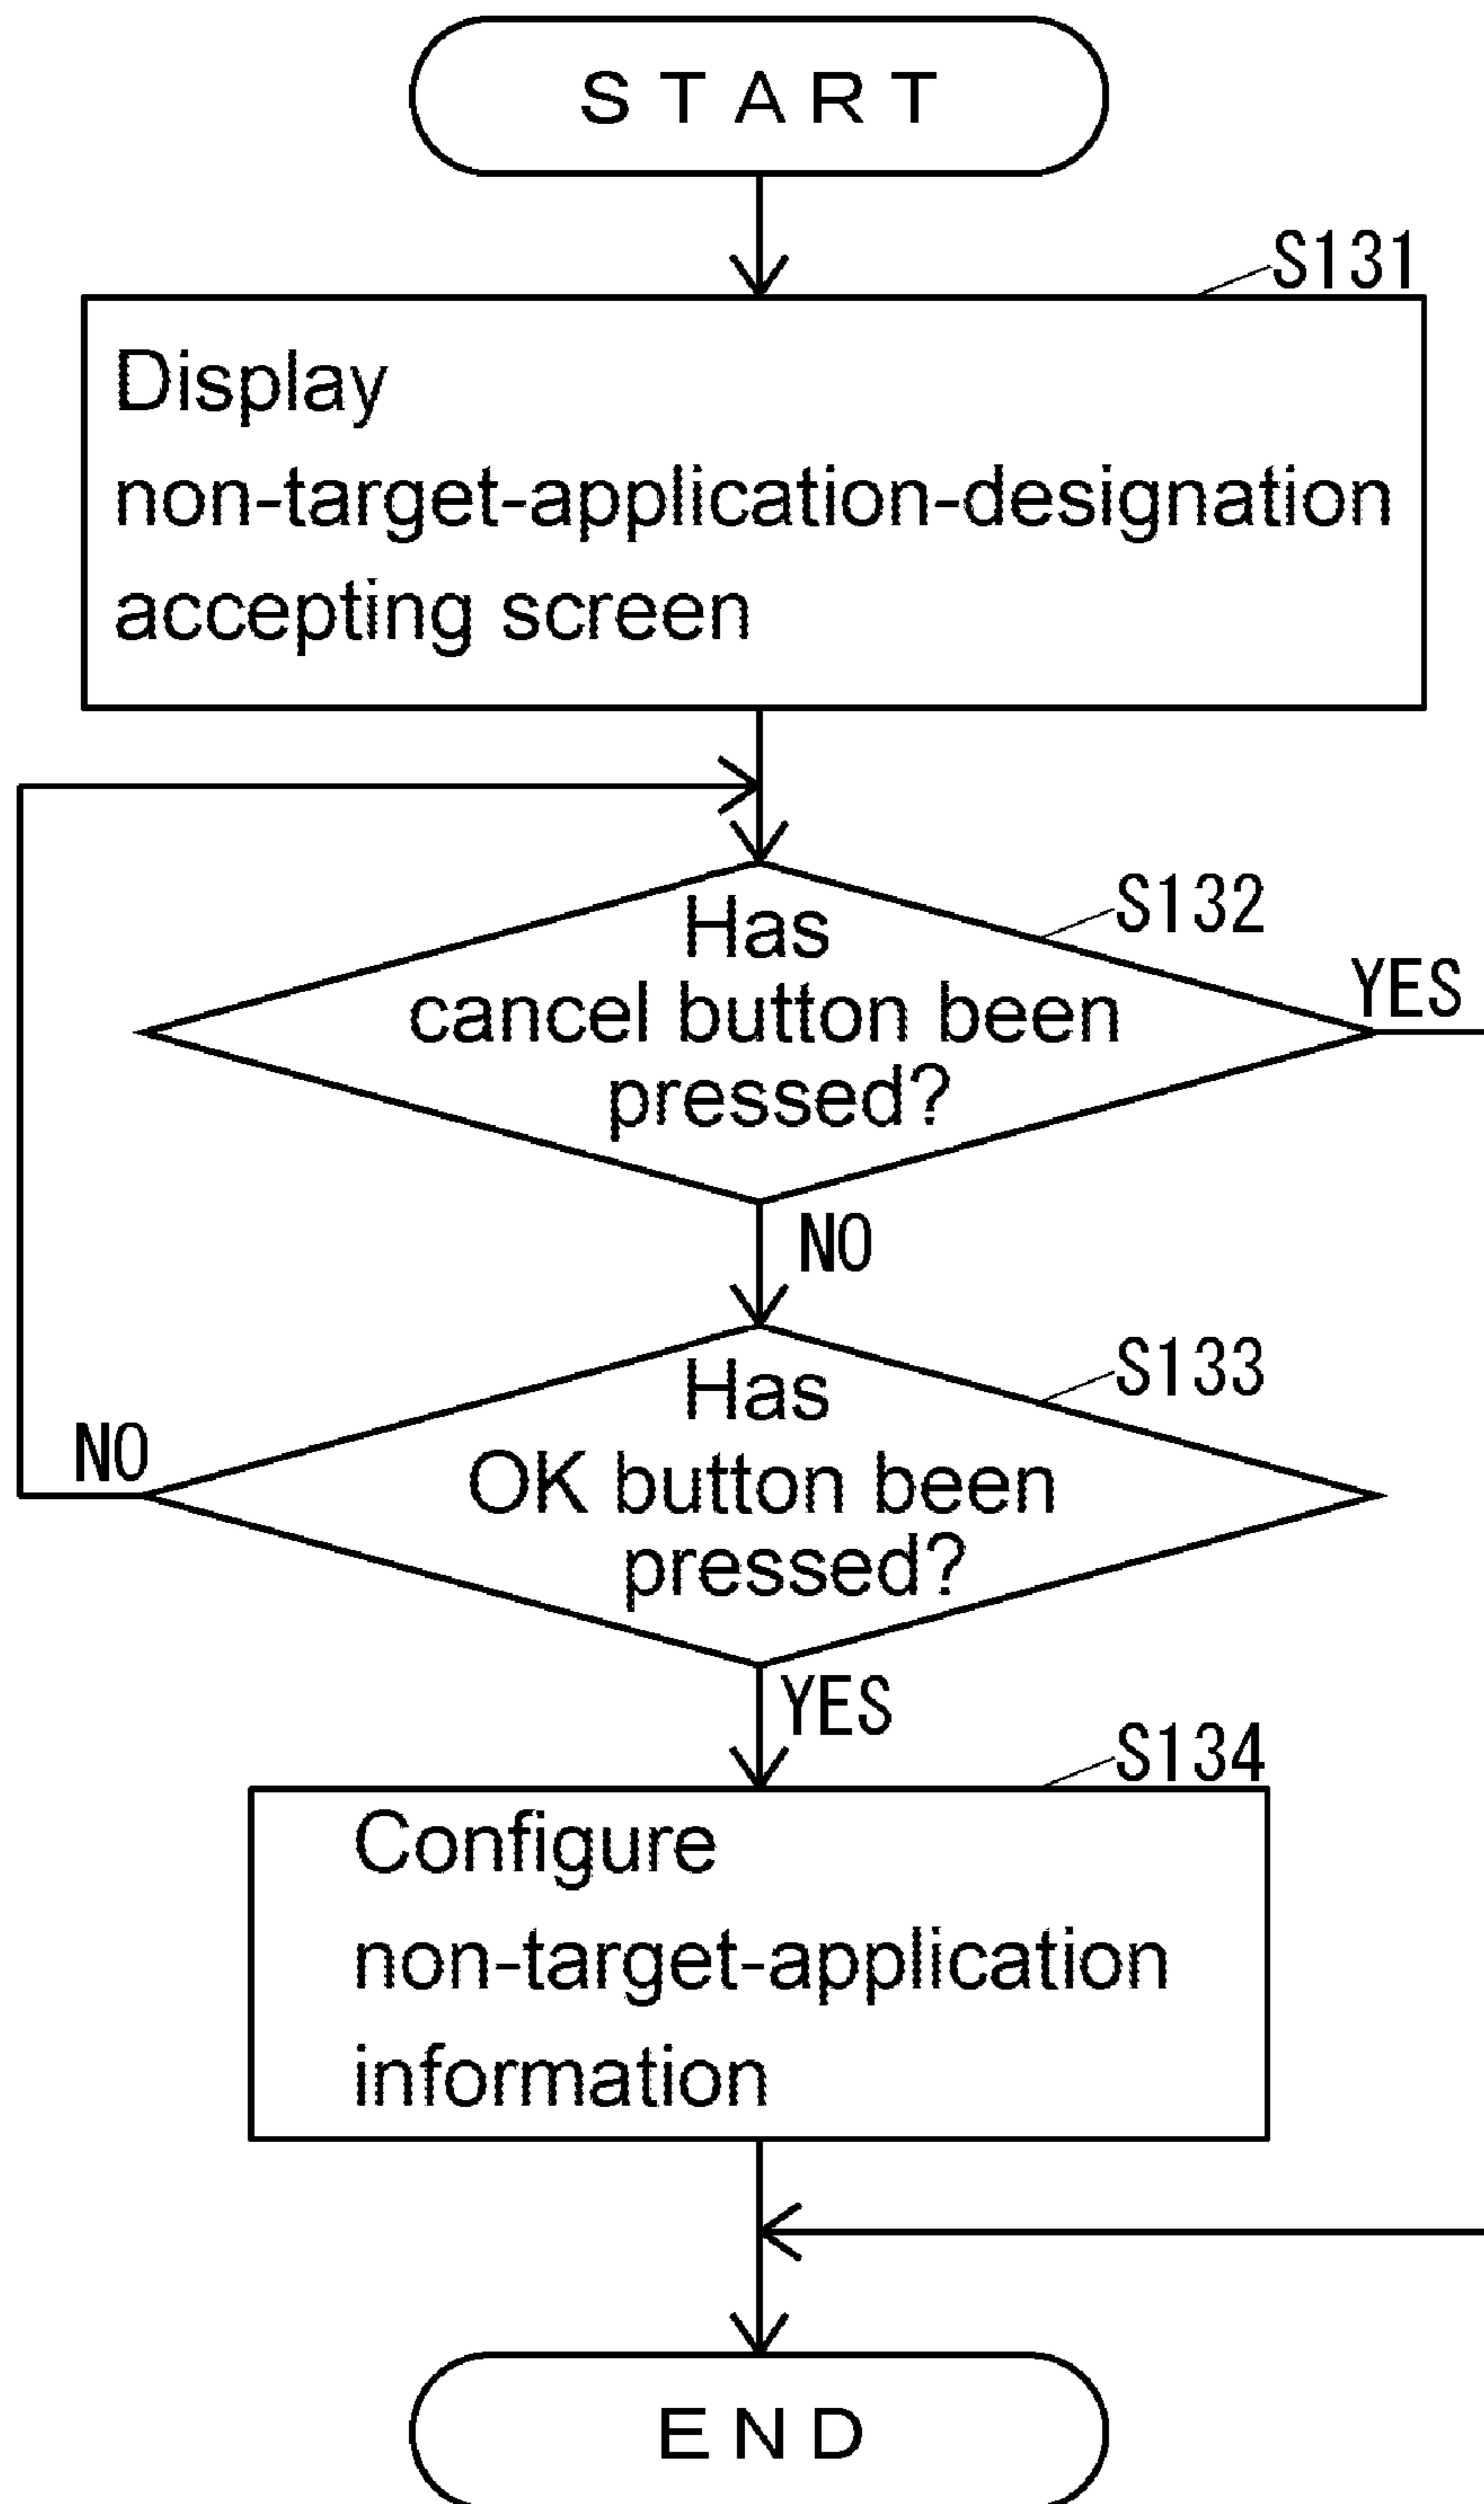 START
S131
Display
non-target-application-designation
accepting screen
S132
Has
cancel button been
pressed?
YES
NO
S133
Has
OK button been
pressed?
NO
YES
S134
Configure
non-target-application
information
END